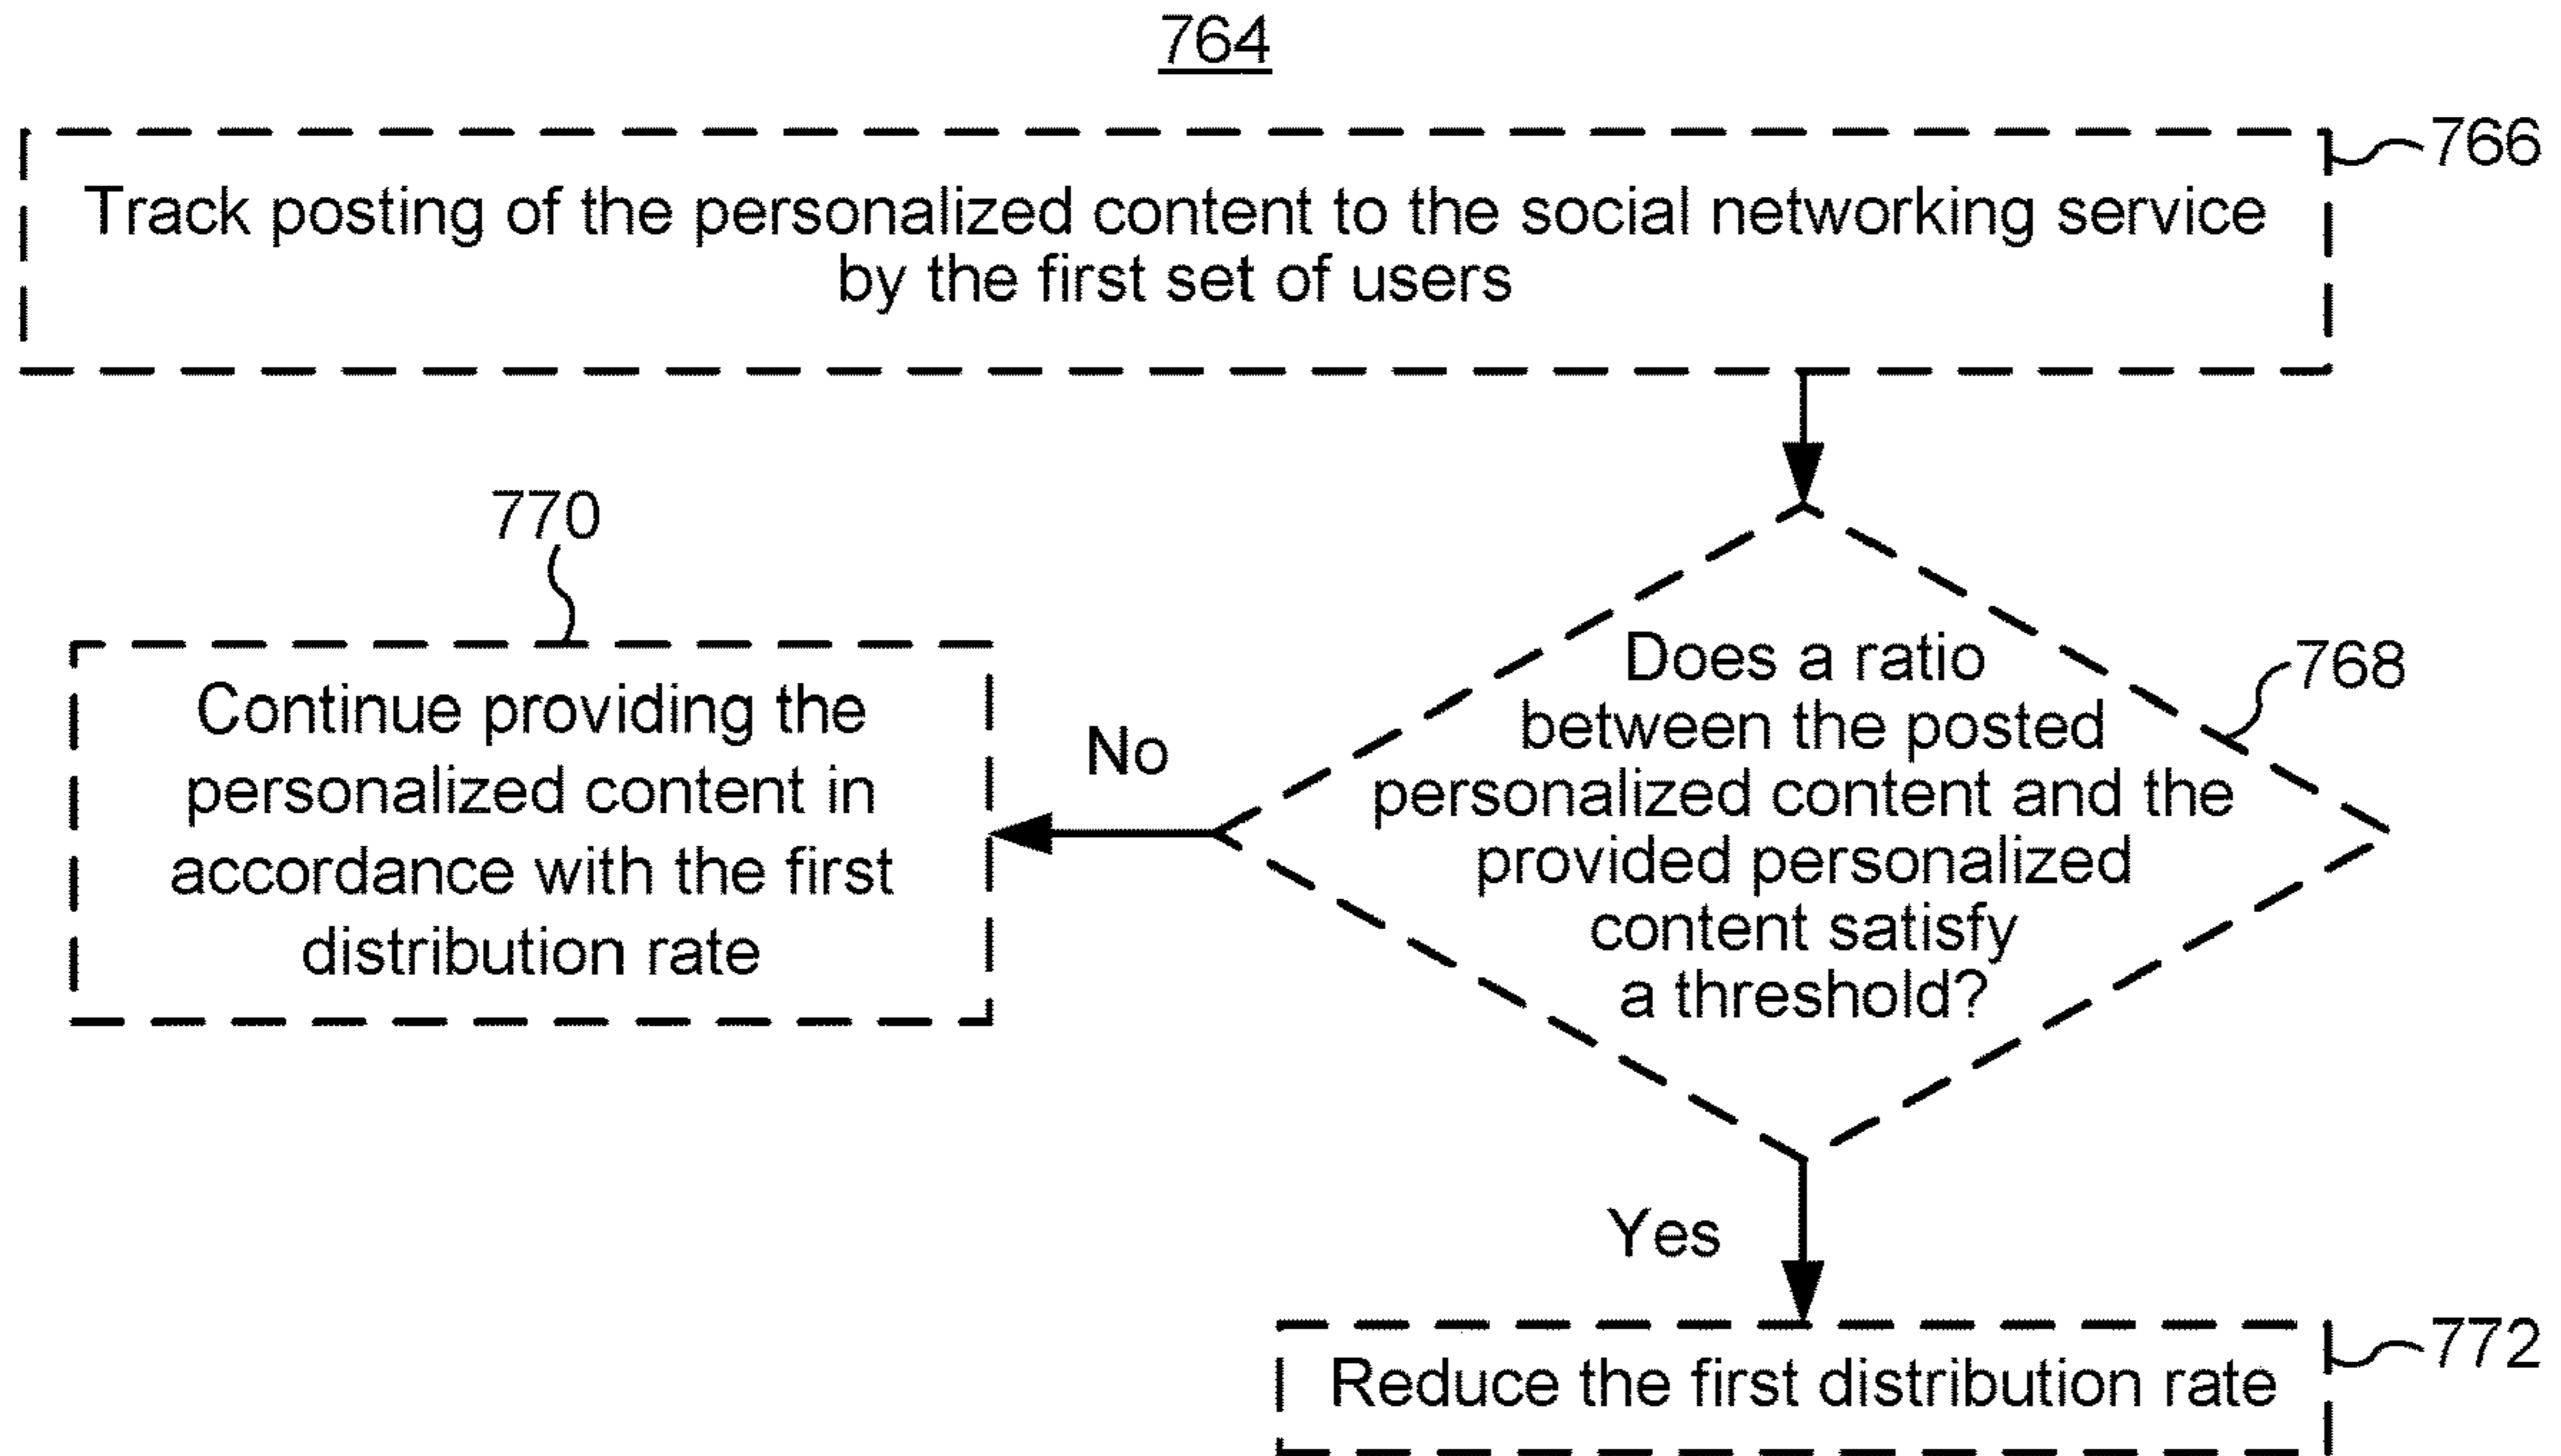 764
766
Track posting of the personalized content to the social networking service
by the first set of users
770
Continue providing the
personalized content in
accordance with the first
distribution rate
No
768
Does a ratio
between the posted
personalized content and the
provided personalized
content satisfy
a threshold?
Yes
772
Reduce the first distribution rate